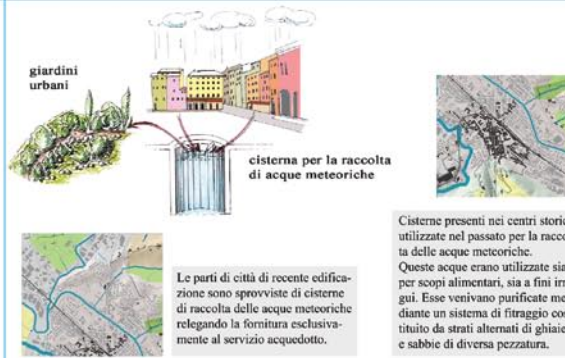 giardini
urbani
cisterna per la raccolta
di acque meteoriche
Le parti di città di recente edifica-
zione sono sprovviste di cisterne
di raccolta delle acque meteoriche
relegando la fornitura esclusiva-
mente al servizio acquedotto.
Cisterne presenti nei centri storic
utilizzate nel passato per la racco
ta delle acque meteoriche.
Queste acque erano utilizzate sia
per scopi alimentari, sia a fini irri
gui. Esse venivano purificate me
diante un sistema di fitraggio cos
tituito da strati alternati di ghiaie
e sabbie di diversa pezzatura.